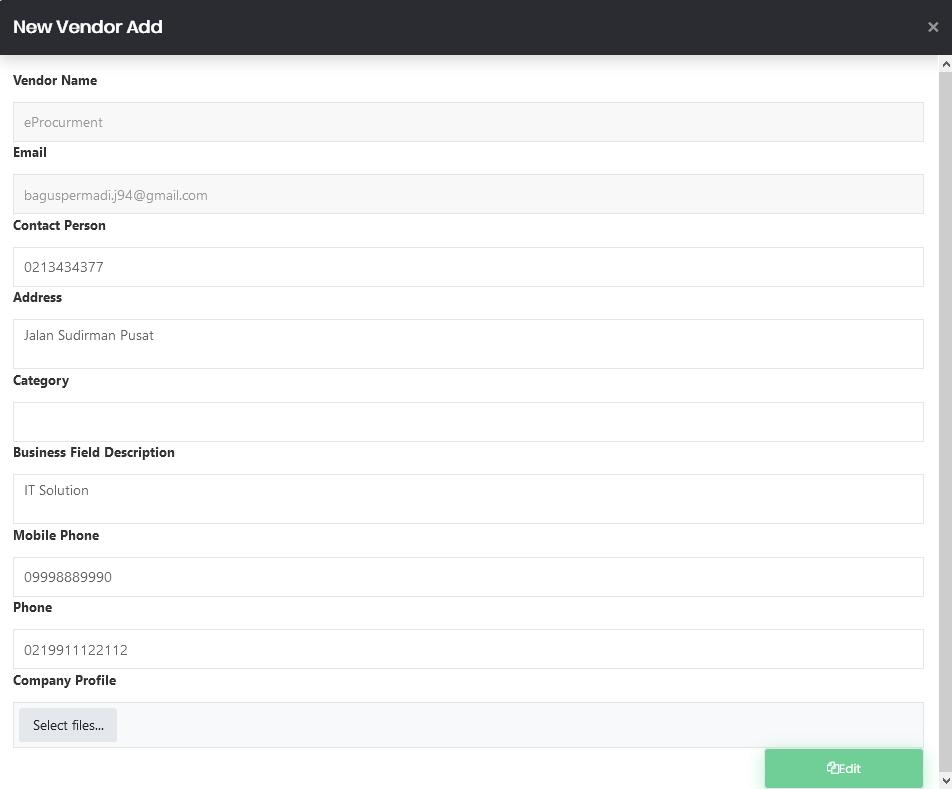 New Vendor Add
×
Vendor Name
eProcurment
Email
baguspermadi.j94@gmail.com
Contact Person
0213434377
Address
Jalan Sudirman Pusat
Category
Business Field Description
IT Solution
Mobile Phone
09998889990
Phone
0219911122112
Company Profile
Select files...
Edit